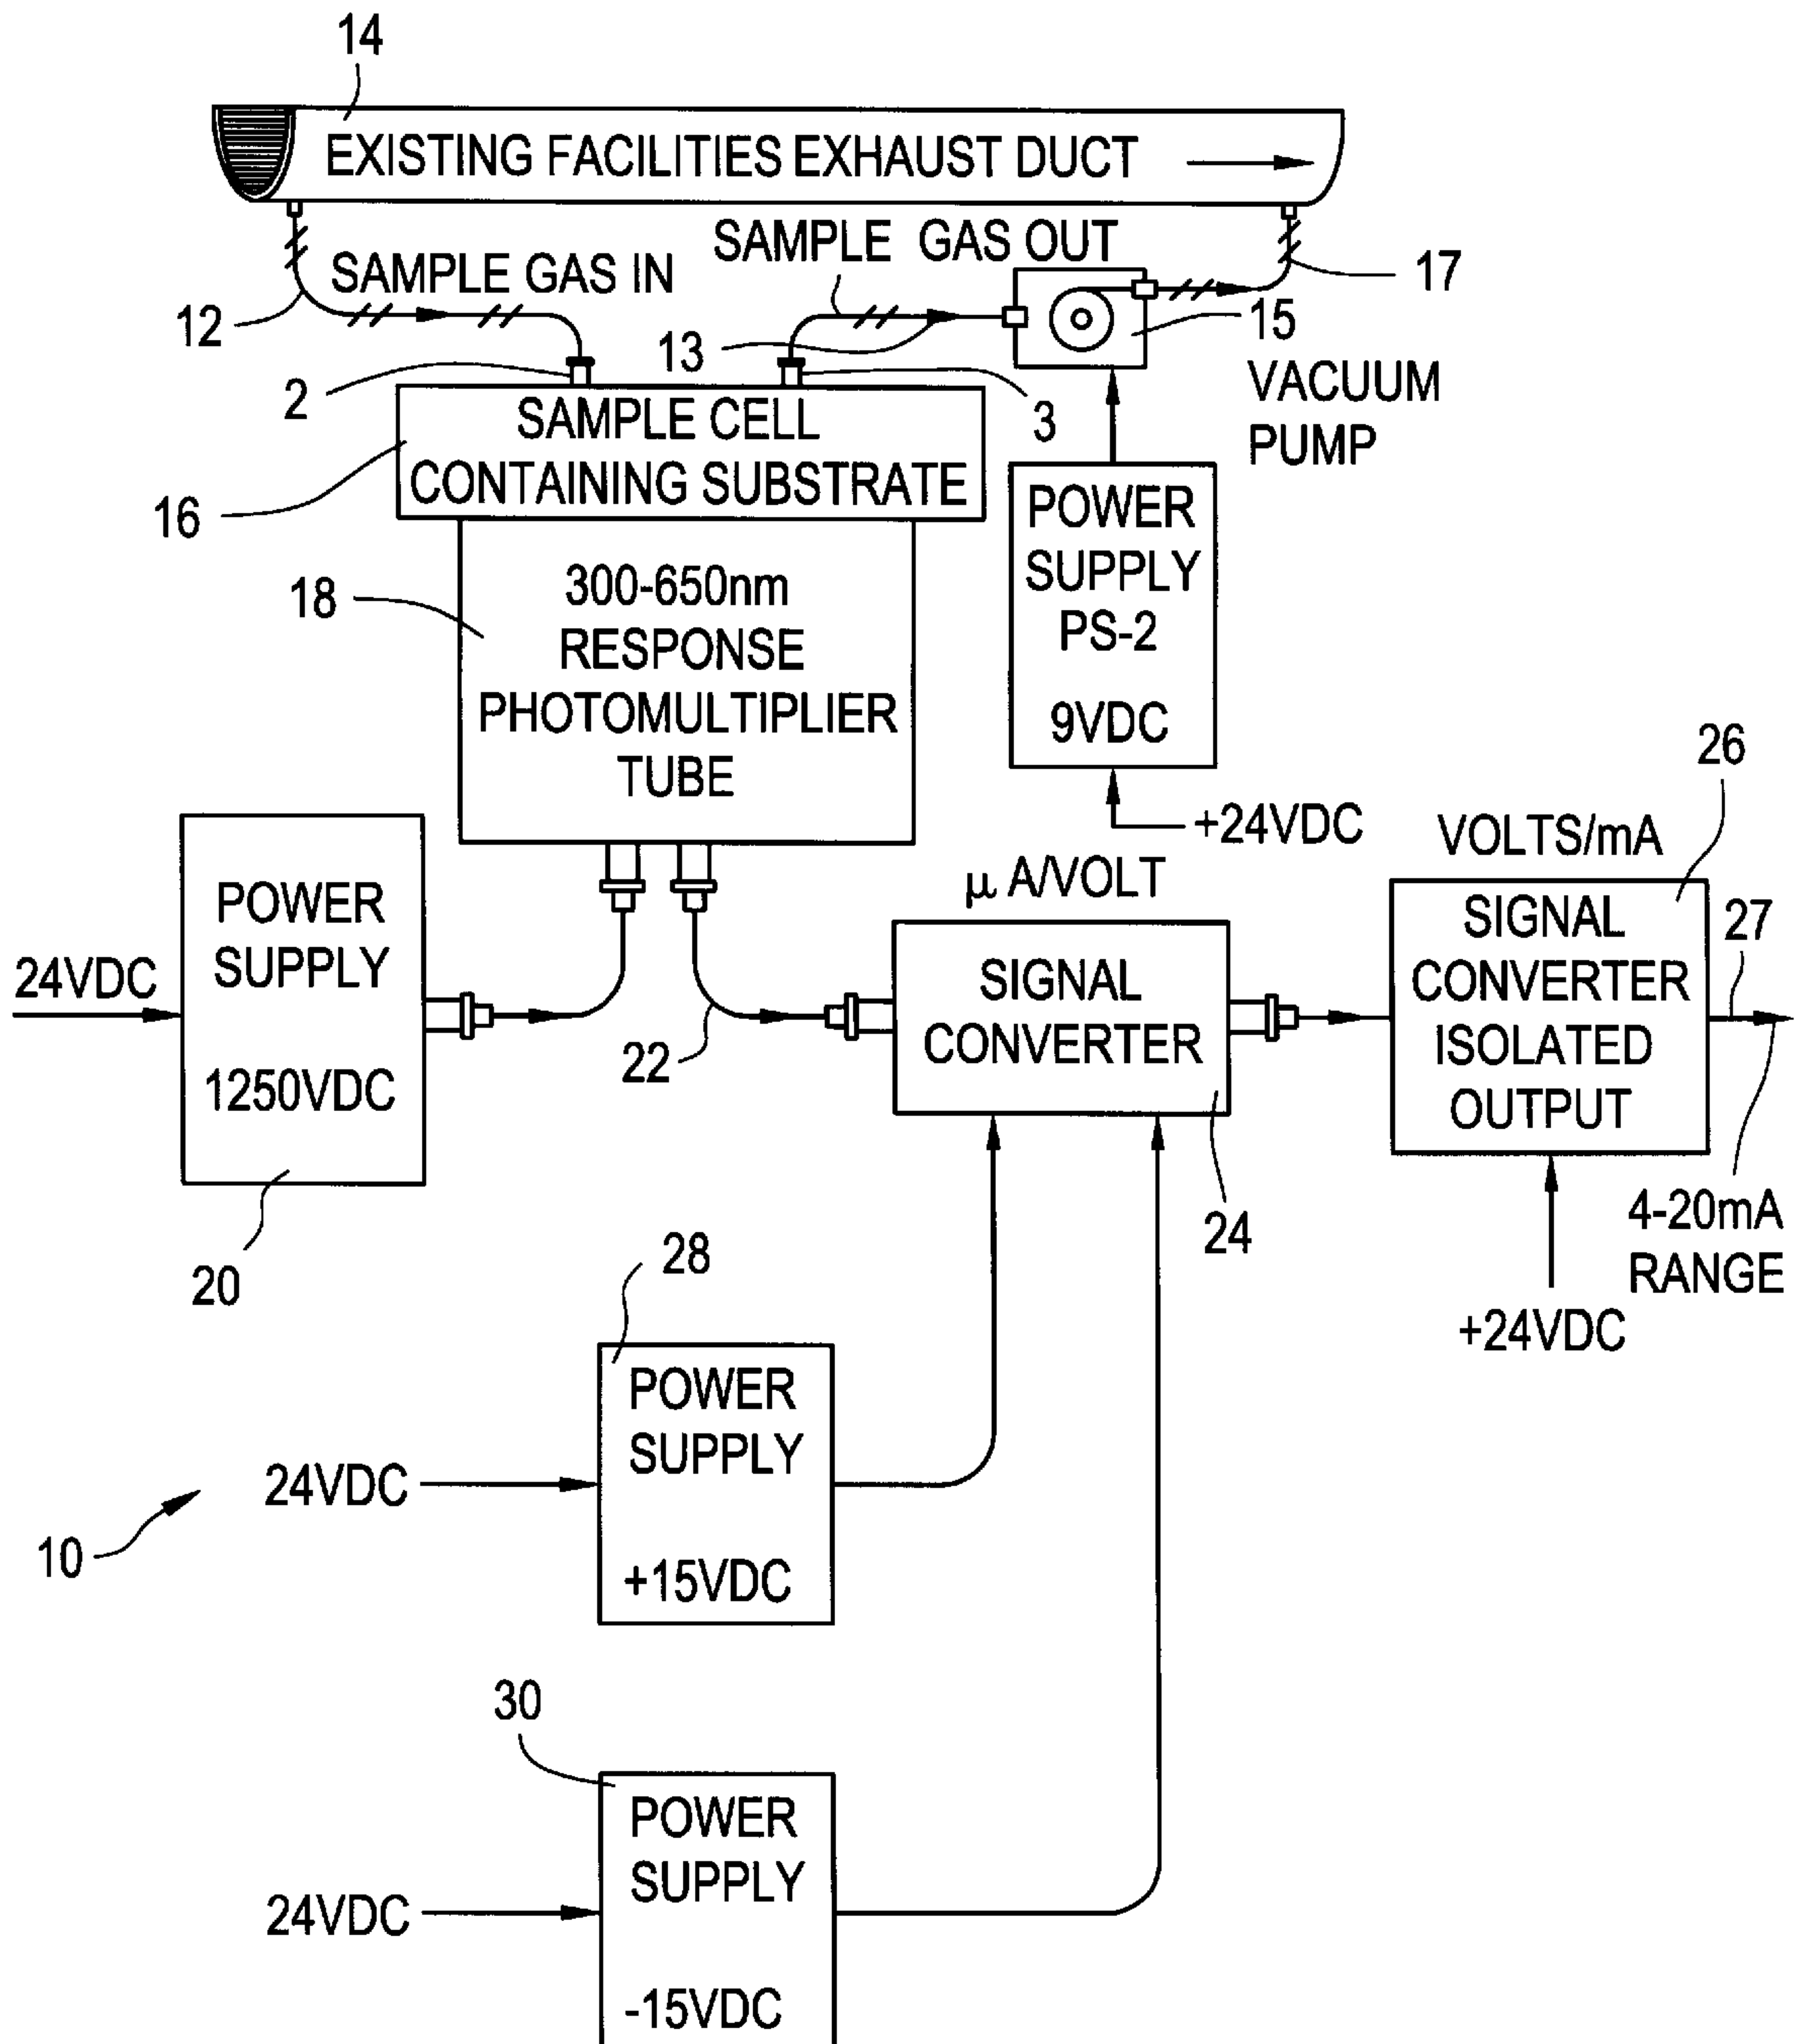 14
EXISTING FACILITIES EXHAUST DUCT
SAMPLE GAS OUT
SAMPLE GAS IN
17
12
13
15
VACUUM
PUMP
2
3
SAMPLE CELL
CONTAINING SUBSTRATE
16
POWER
SUPPLY
PS-2
9VDC
+24VDC
18
300-650nm
RESPONSE
PHOTOMULTIPLIER
TUBE
26
VOLTS/mA
SIGNAL
CONVERTER
ISOLATED
OUTPUT
27
4-20mA
RANGE
+24VDC
μ A/VOLT
SIGNAL
CONVERTER
24
24VDC
POWER
SUPPLY
1250VDC
20
22
28
POWER
SUPPLY
+15VDC
24VDC
10
30
POWER
SUPPLY
-15VDC
24VDC